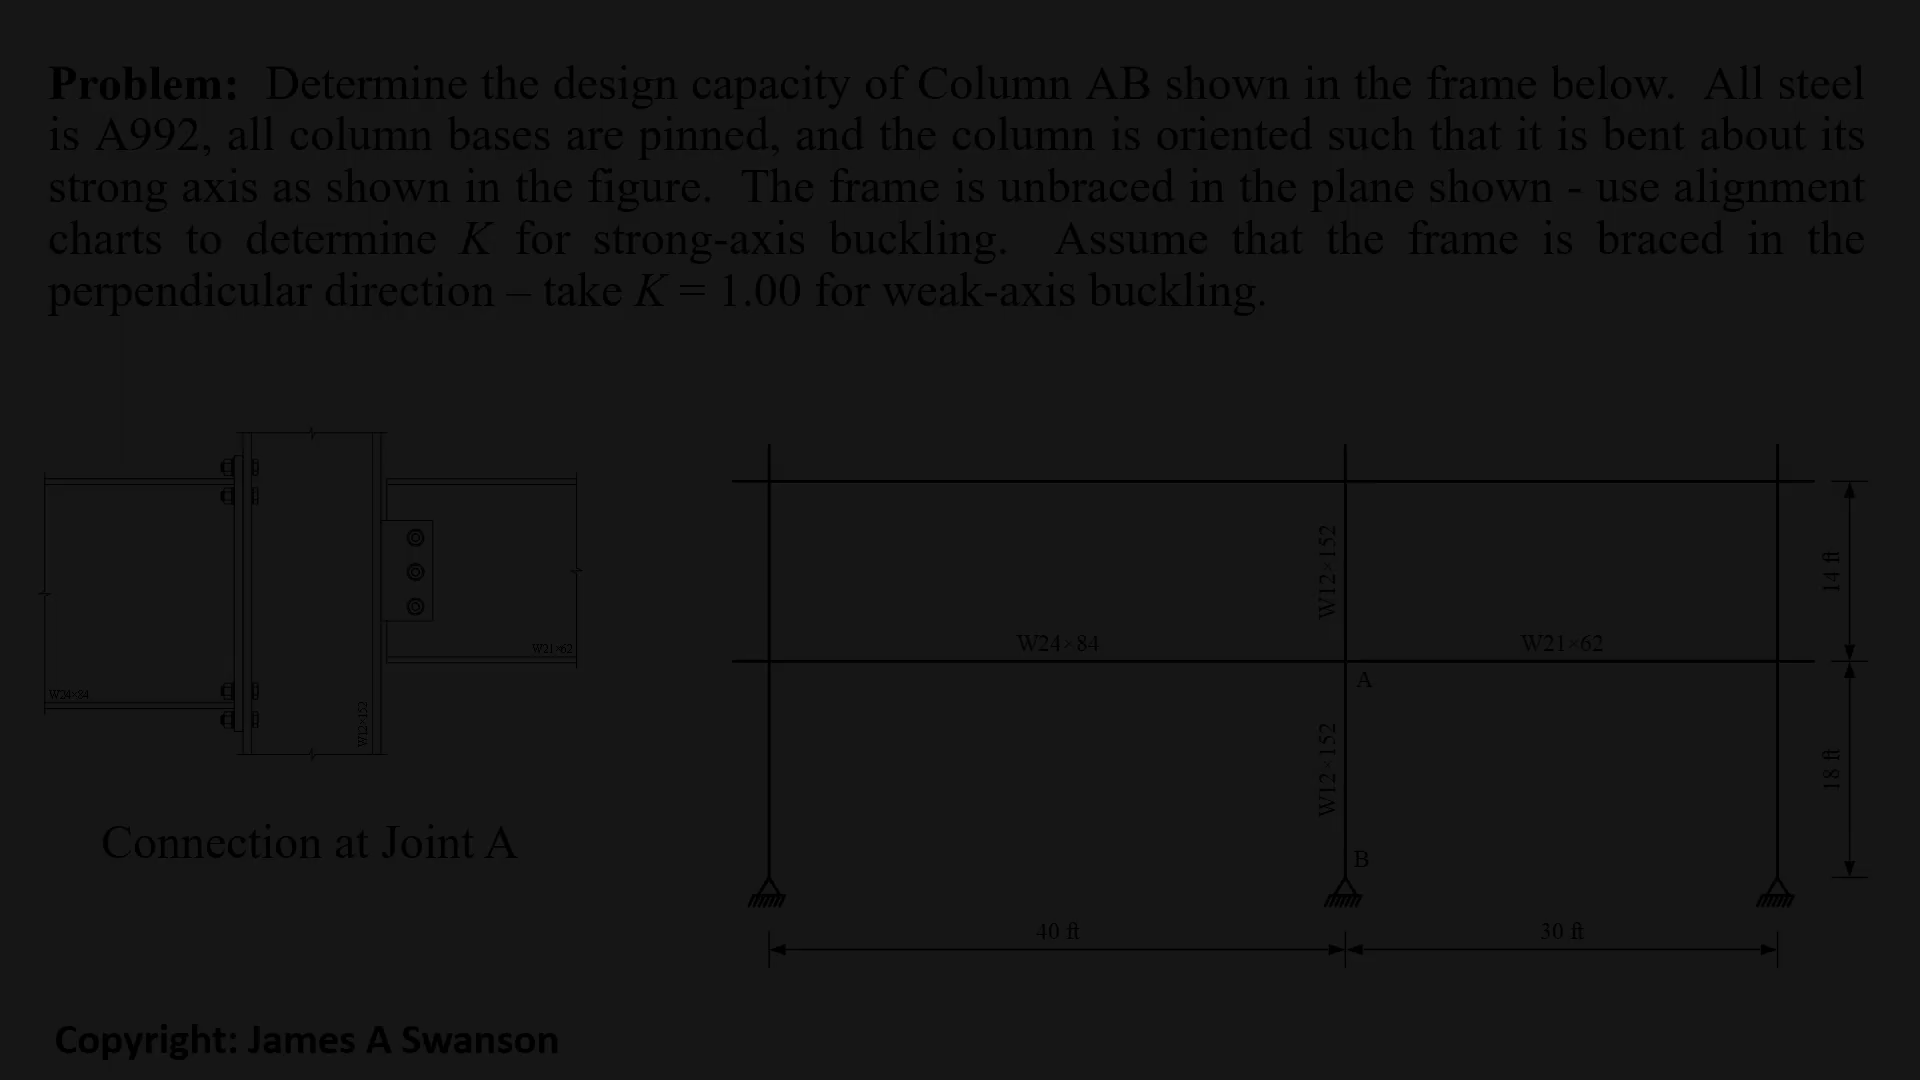 Problem: Determine the design capacity of Column AB shown in the frame below. All steel
is A992, all column bases are pinned, and the column is oriented such that it is bent about its
strong axis as shown in the figure. The frame is unbraced in the plane shown - use alignment
charts to determine K for strong-axis buckling. Assume that the frame is braced in the
perpendicular direction – take K = 1.00 for weak-axis buckling.
W21×62
W24×84
W12×152
Connection at Joint A
W12×152
14 ft
W24×84
W21×62
A
W12×152
18 ft
B
40 ft
30 ft
Copyright: James A Swanson